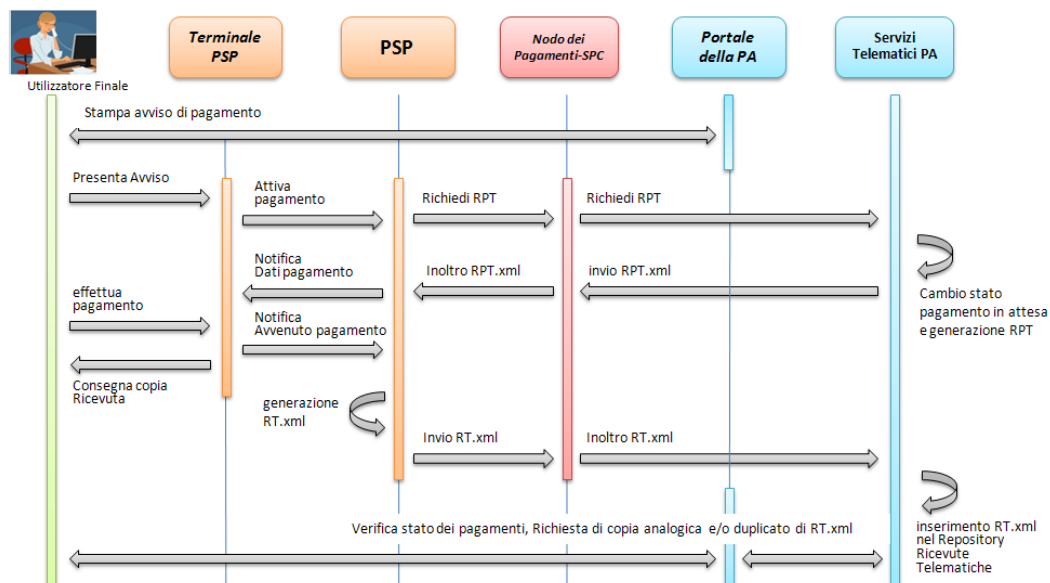 Utilizzatore Finale
Terminale
PSP
PSP
Nodo dei
Pagamenti-SPC
Portale
della PA
Servizi
Telematici PA
Stampa avviso di pagamento
Presenta Avviso
Attiva
pagamento
Richiedi RPT
Richiedi RPT
Notifica
Dati pagamento
Inoltro RPT.xml
invio RPT.xml
Cambio stato
pagamento in attesa
e generazione RPT
effettua
pagamento
Notifica
Avvenuto pagamento
Consegna copia
Ricevuta
generazione
RT.xml
Invio RT.xml
Inoltro RT.xml
Verifica stato dei pagamenti, Richiesta di copia analogica e/o duplicato di RT.xml
inserimento RT.xml
nel Repository
Ricevute
Telematiche